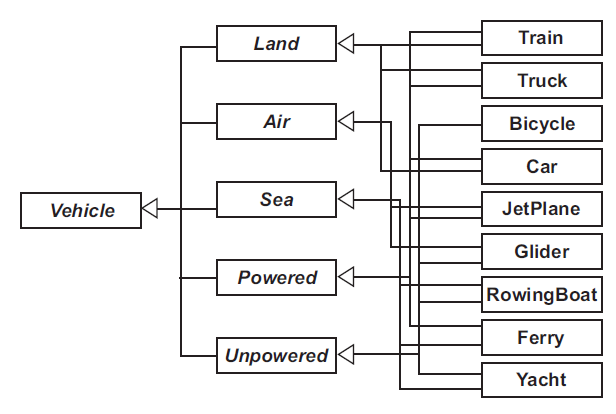 Vehicle
Land
Air
Sea
Powered
Unpowered
Train
Truck
Bicycle
Car
JetPlane
Glider
RowingBoat
Ferry
Yacht